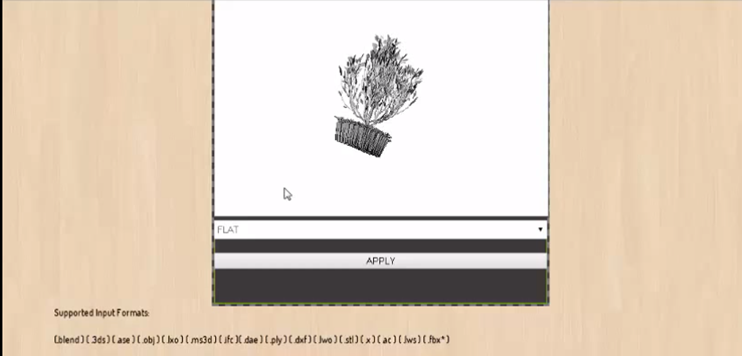 FLAT
APPLY
Supported Input Formats:
(.blend) ( .3ds) ( .ase ) ( .obj ) ( .lxo ) ( .ms3d ) ( .ifc )( .dae ) ( .ply ) ( .dxf ) ( .lwo ) ( .stl ) ( .x ) ( ac ) ( .lws ) ( .fbx* )